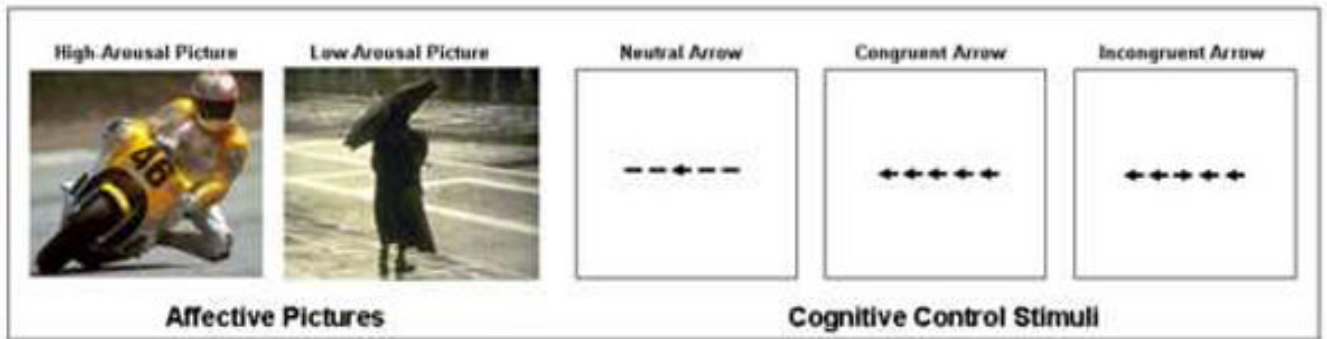 High-Arousal Picture
Low Arousal Picture
Neutral Arrow
Congruent Arrow
Incongruent Arrow
46
Affective Pictures
Cognitive Control Stimuli